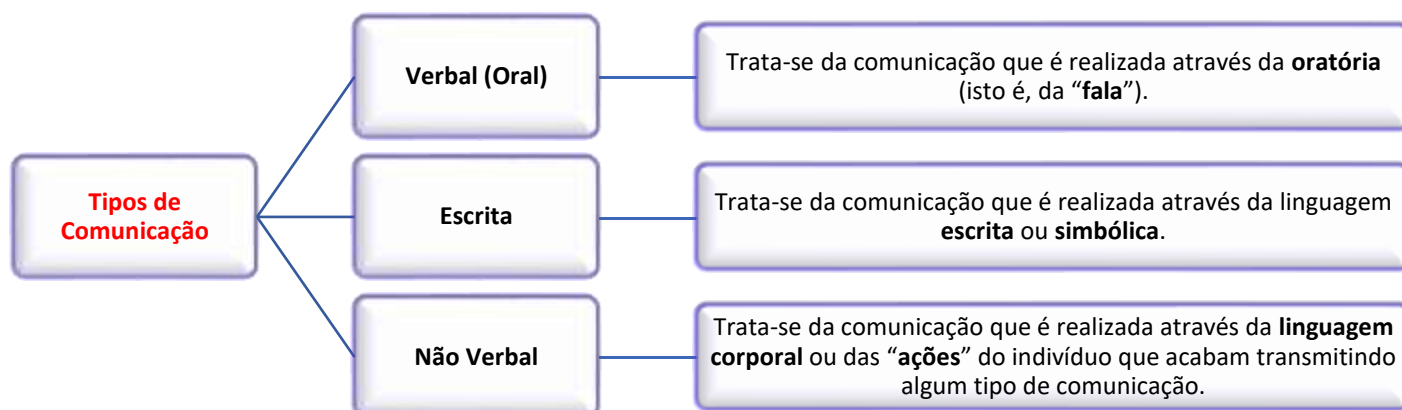 Tipos de
Comunicação
Verbal (Oral)
Trata-se da comunicação que é realizada através da oratória
(isto é, da “fala”).
Escrita
Trata-se da comunicação que é realizada através da linguagem
escrita ou simbólica.
Não Verbal
Trata-se da comunicação que é realizada através da linguagem
corporal ou das “ações” do indivíduo que acabam transmitindo
algum tipo de comunicação.